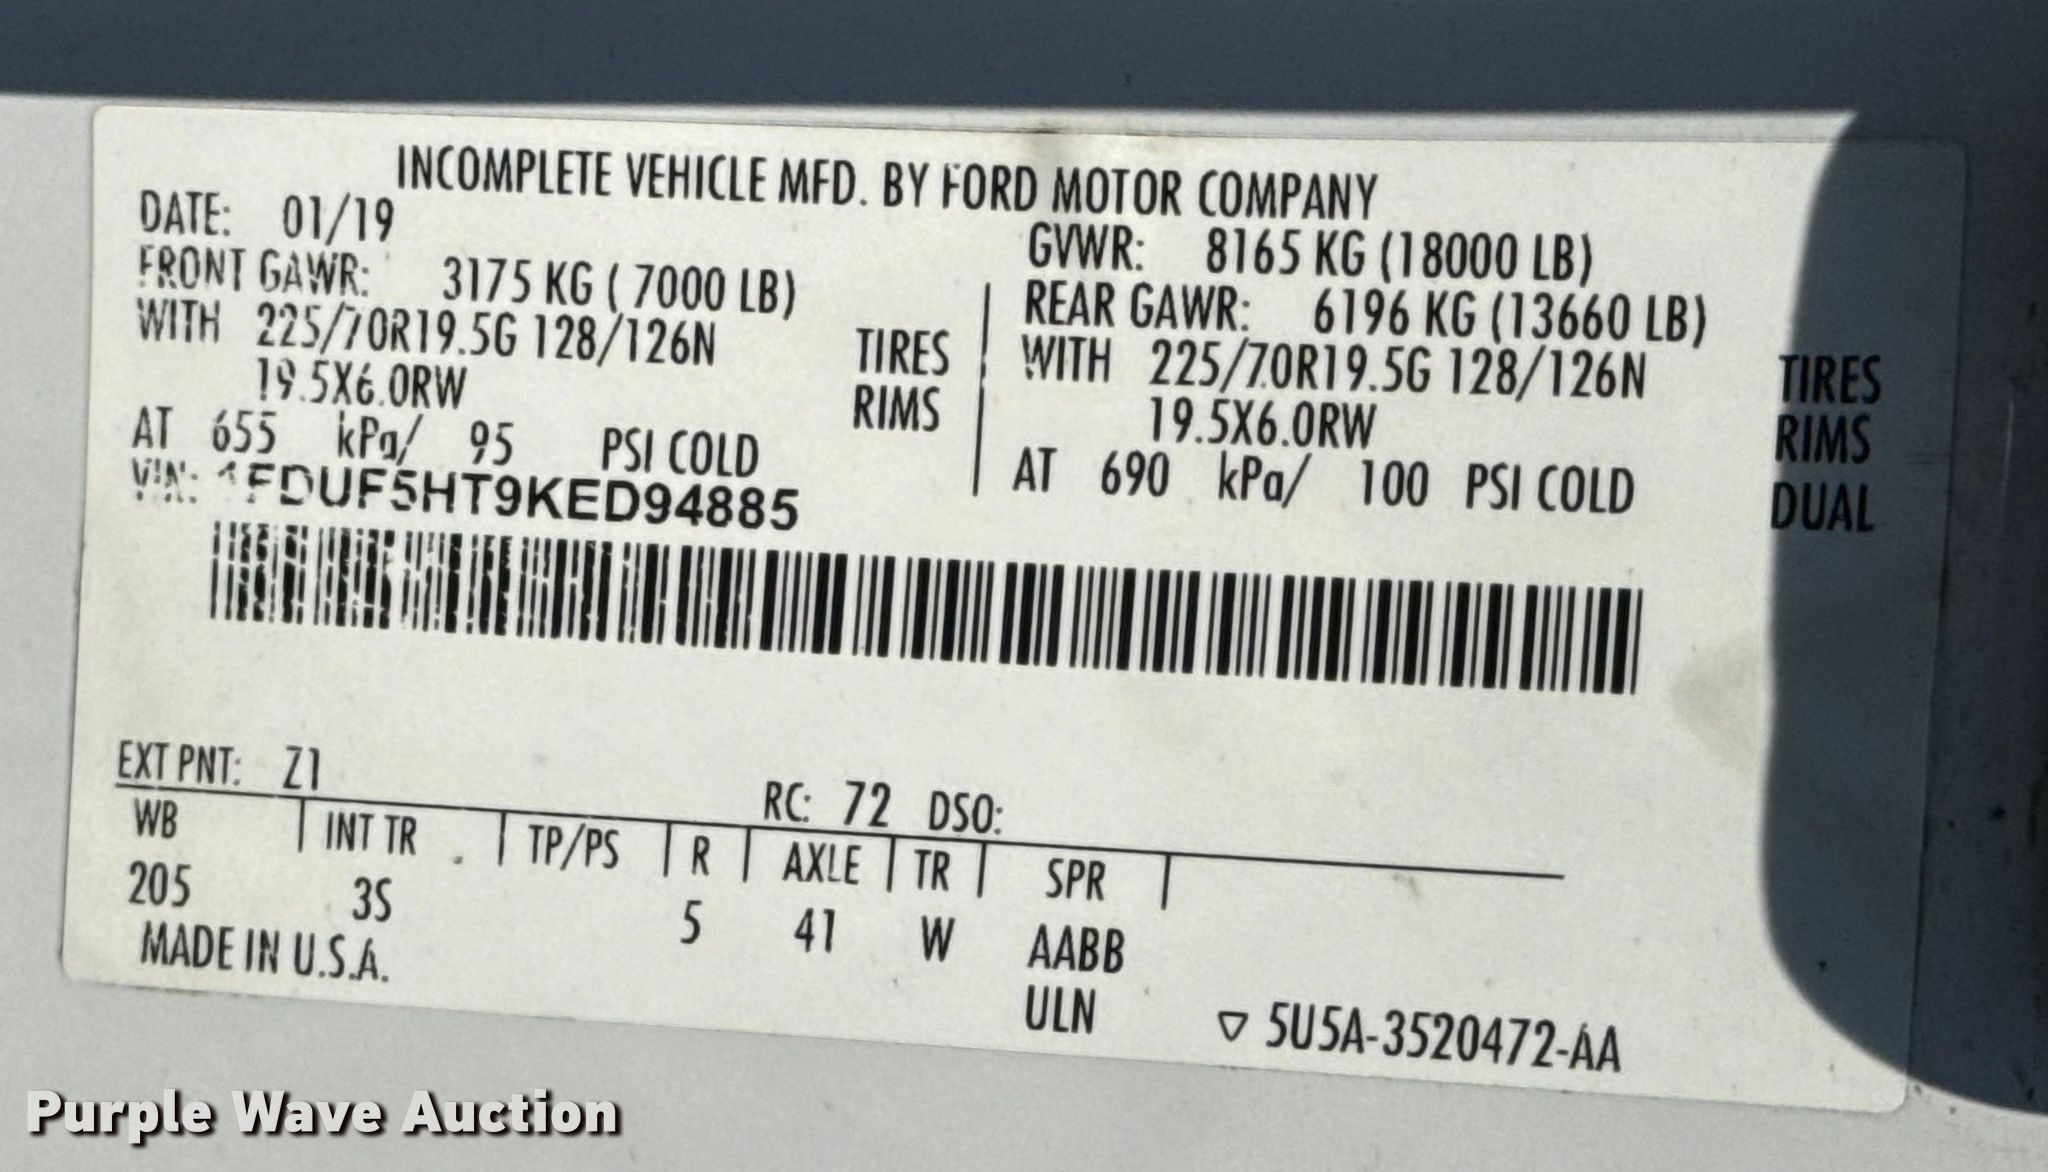 INCOMPLETE VEHICLE MFD. BY FORD MOTOR COMPANY
DATE: 01/19
GVWR: 8165 KG (18000 LB)
FRONT GAWR: 3175 KG ( 7000 LB)
REAR GAWR: 6196 KG (13660 LB)
WITH 225/70R19.5G 128/126N TIRES
WITH 225/70R19.5G 128/126N TIRES
19.5X6.0RW RIMS
19.5X6.0RW RIMS
AT 655 kPa/ 95 PSI COLD
AT 690 kPa/ 100 PSI COLD DUAL
VIN: 1FDUF5HT9KED94885
EXT PNT: Z1 RC: 72 DSO:
WB INT TR TP/PS R AXLE TR SPR
205 3S 5 41 W AABB
MADE IN U.S.A. ULN
▽ 5U5A-3520472-AA
Purple Wave Auction